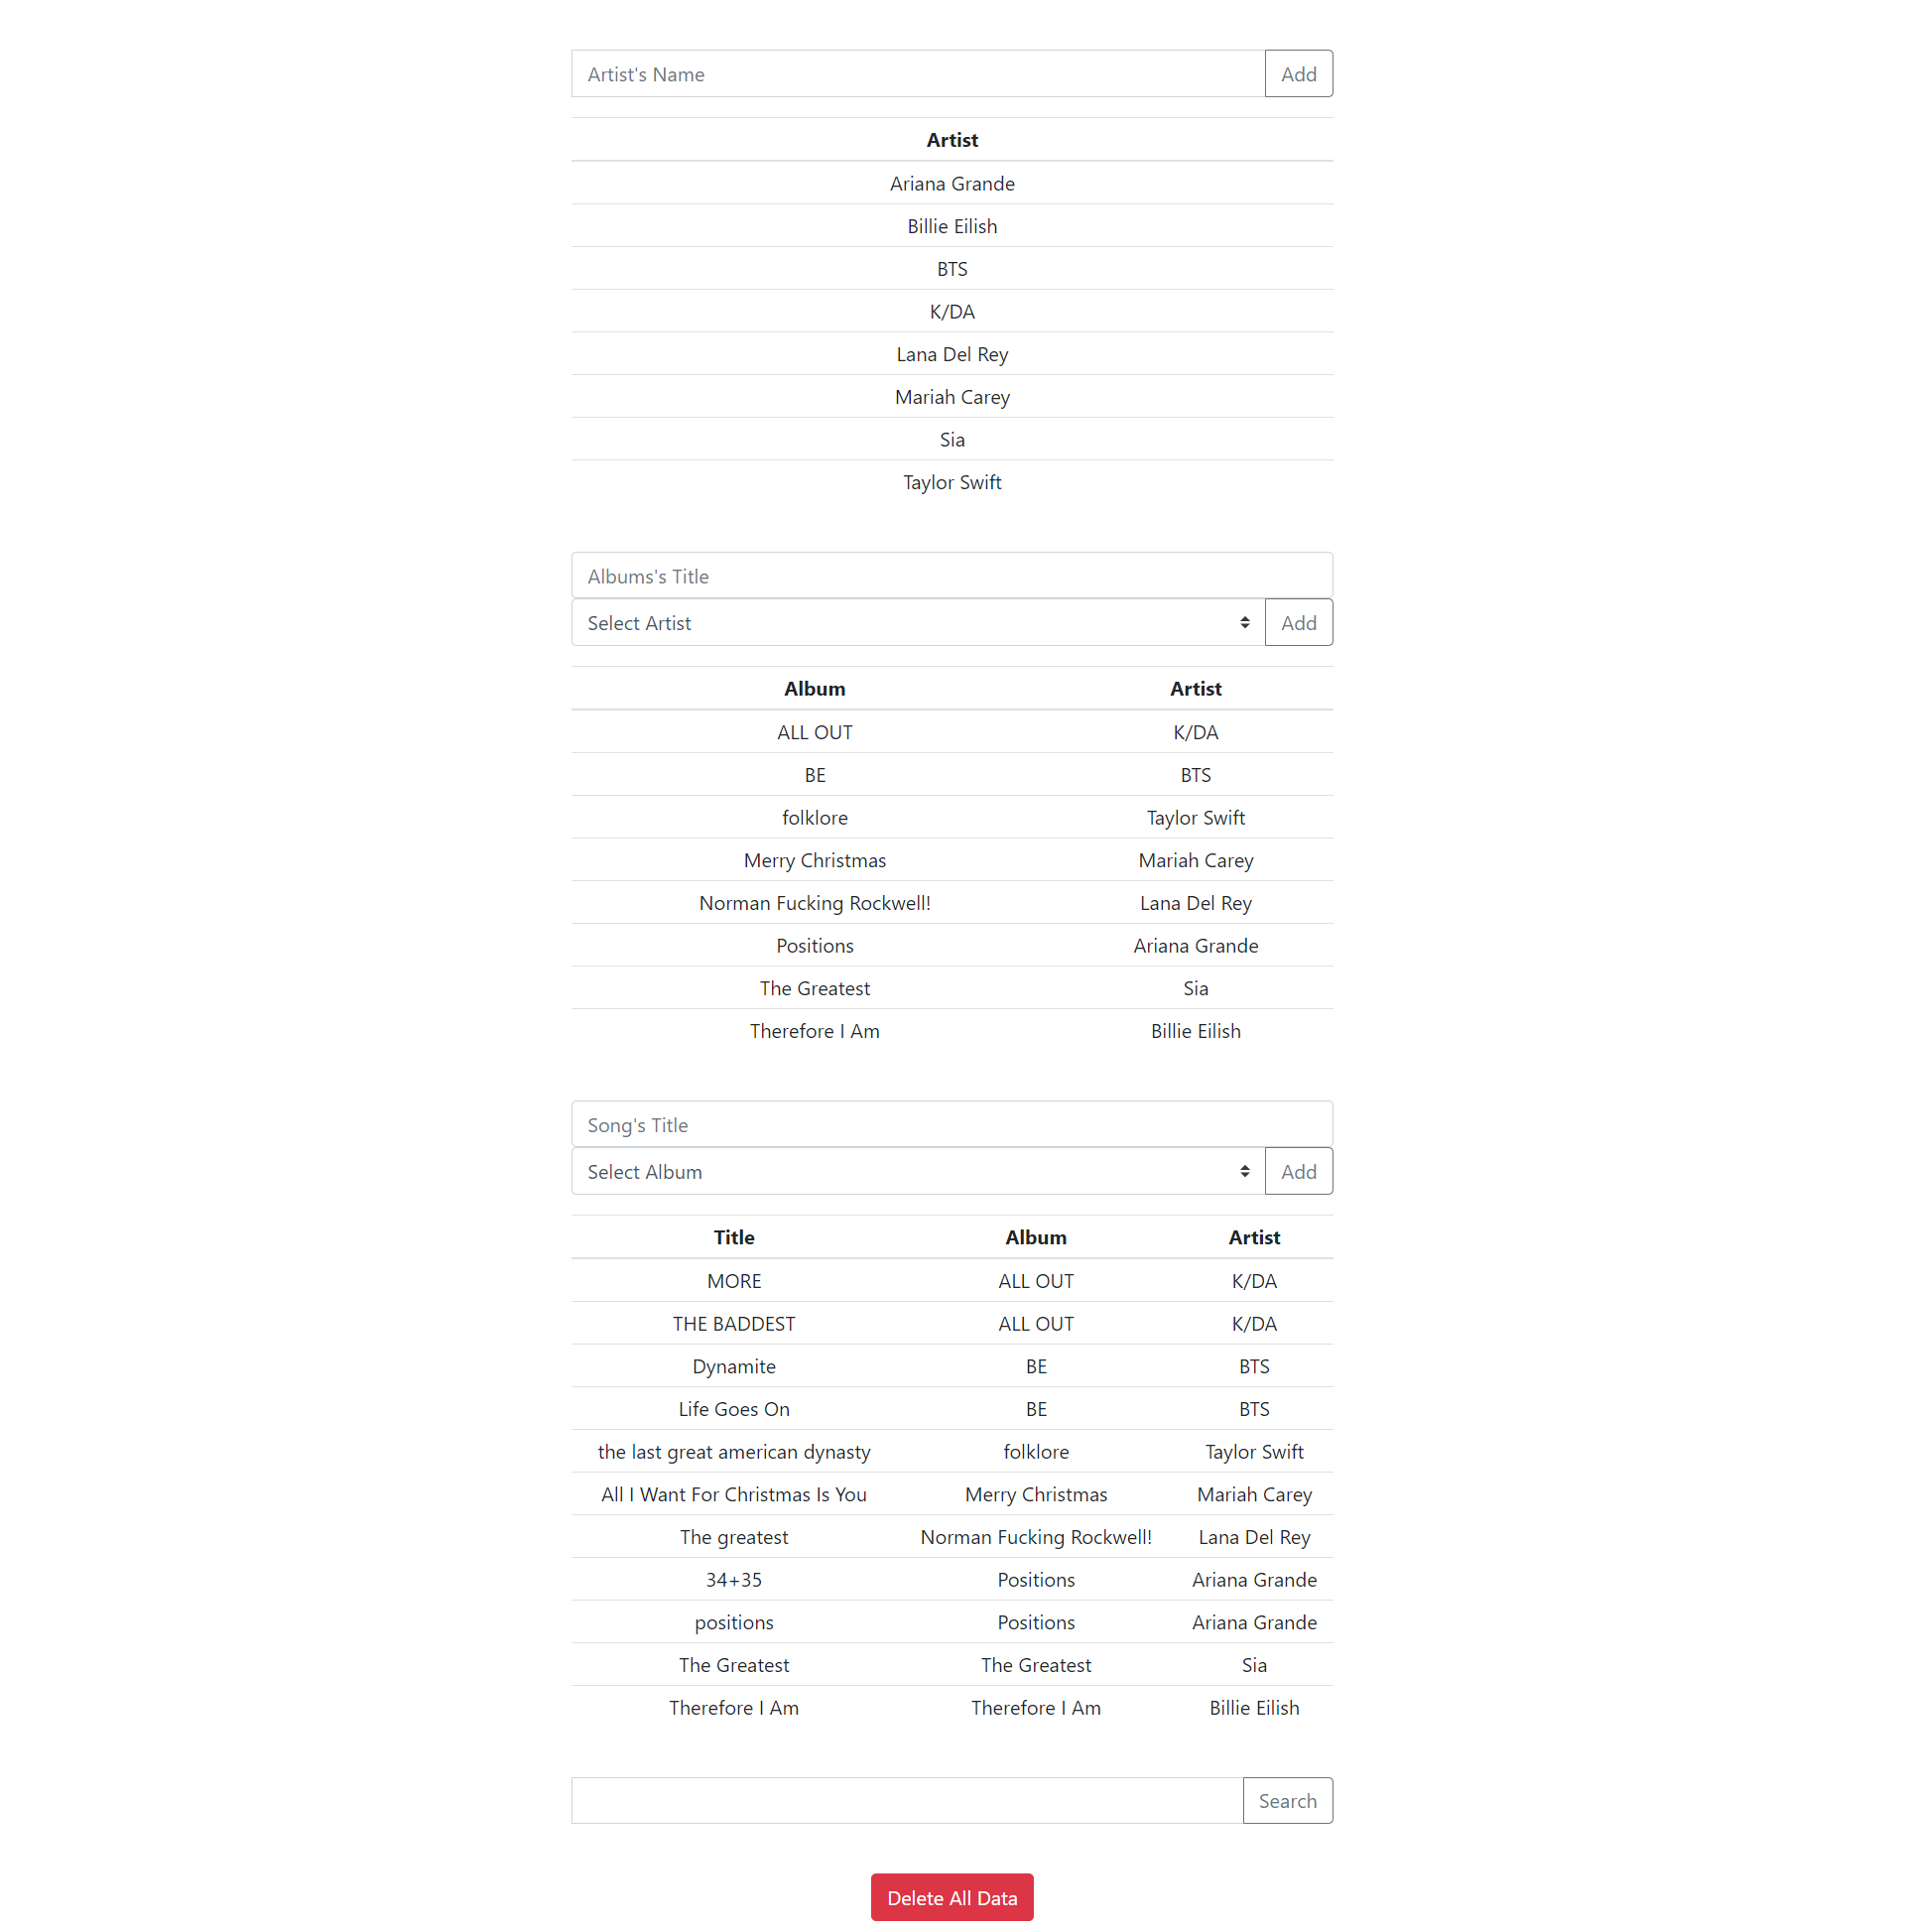 Artist's Name Add
Artist
Ariana Grande
Billie Eilish
BTS
K/DA
Lana Del Rey
Mariah Carey
Sia
Taylor Swift
Albums's Title
Select Artist Add
Album Artist
ALL OUT K/DA
BE BTS
folklore Taylor Swift
Merry Christmas Mariah Carey
Norman Fucking Rockwell! Lana Del Rey
Positions Ariana Grande
The Greatest Sia
Therefore I Am Billie Eilish
Song's Title
Select Album Add
Title Album Artist
MORE ALL OUT K/DA
THE BADDEST ALL OUT K/DA
Dynamite BE BTS
Life Goes On BE BTS
the last great american dynasty folklore Taylor Swift
All I Want For Christmas Is You Merry Christmas Mariah Carey
The greatest Norman Fucking Rockwell! Lana Del Rey
34+35 Positions Ariana Grande
positions Positions Ariana Grande
The Greatest The Greatest Sia
Therefore I Am Therefore I Am Billie Eilish
Search
Delete All Data